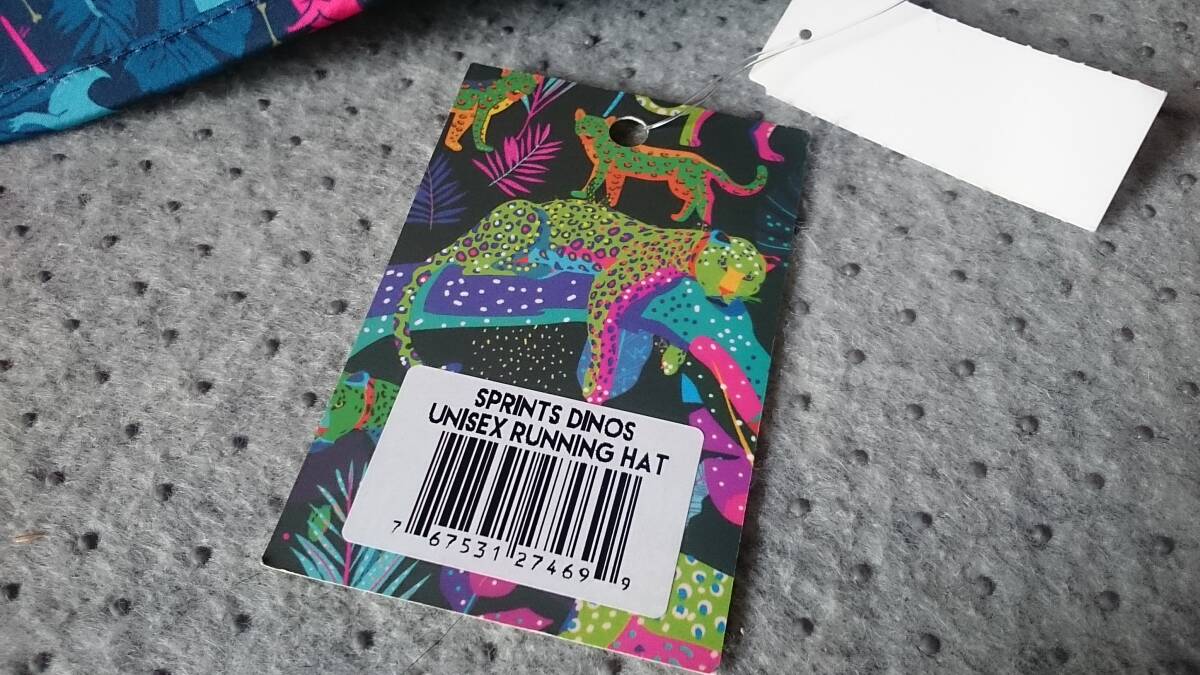 SPRINTS DINOS
UNISEX RUNNING HAT
7 67531 27469 9